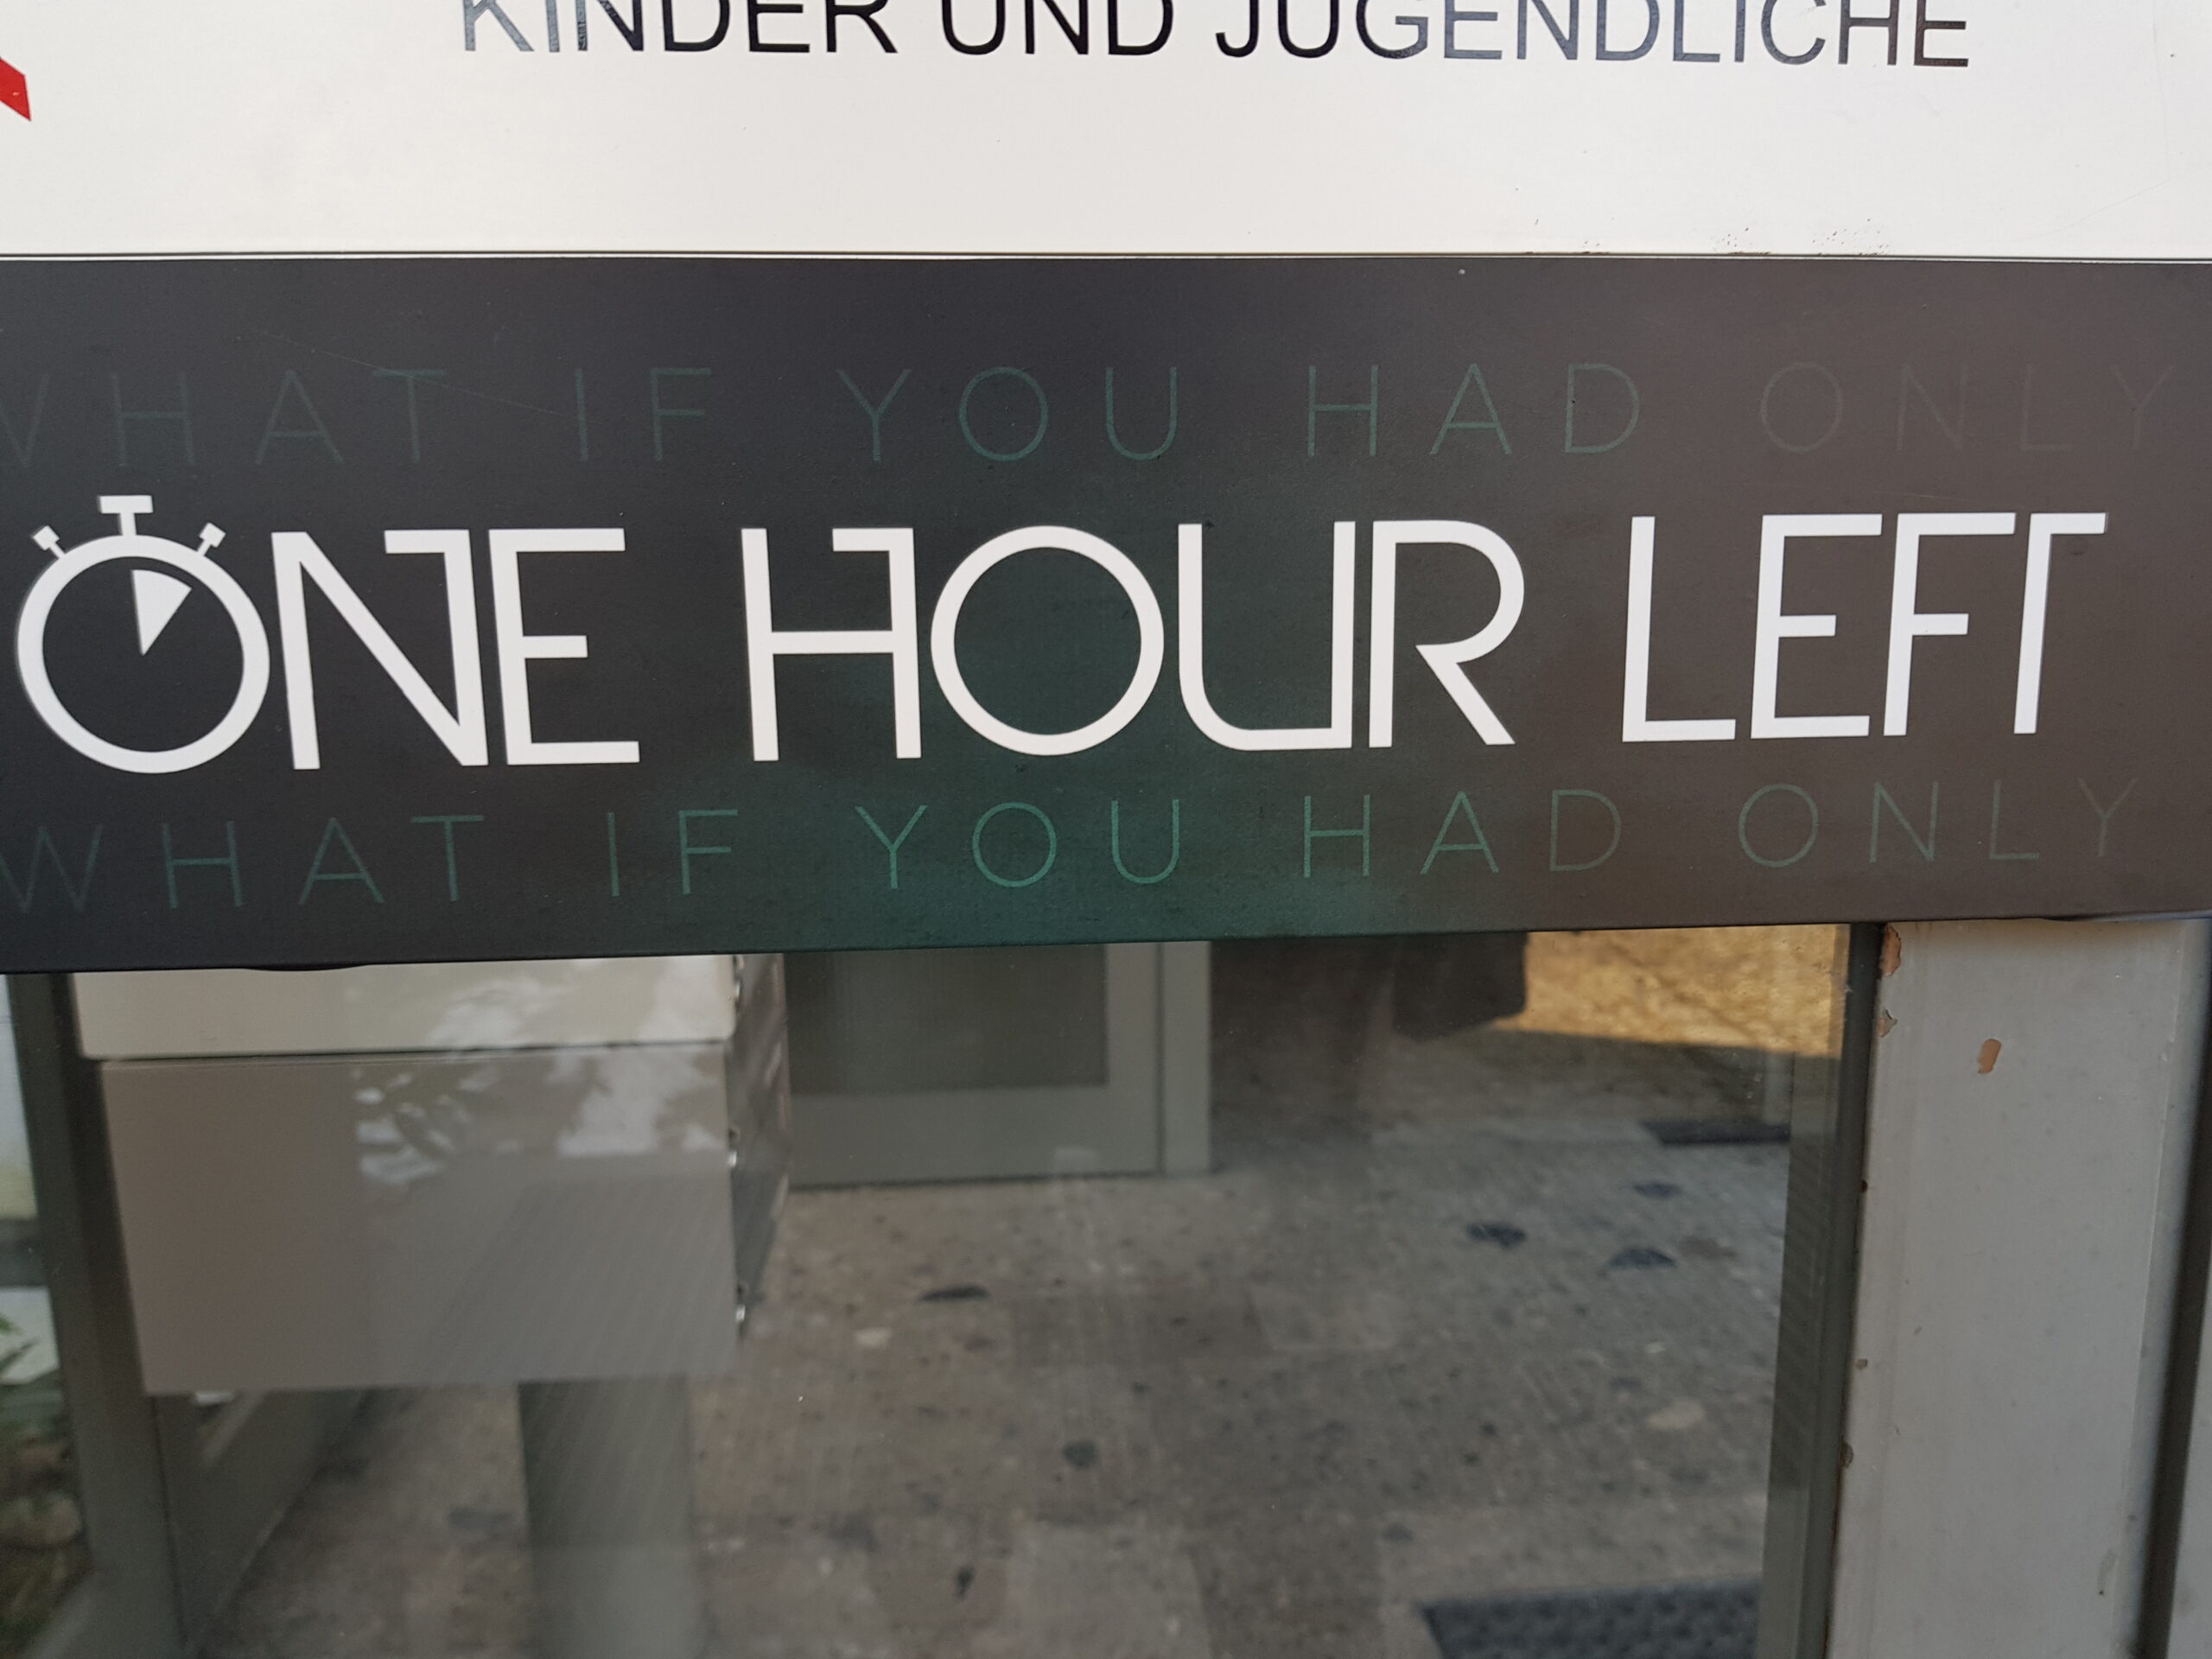 KINDER UND JUGENDLICHE
WHAT IF YOU HAD ONLY
ONE HOUR LEFT
WHAT IF YOU HAD ONLY